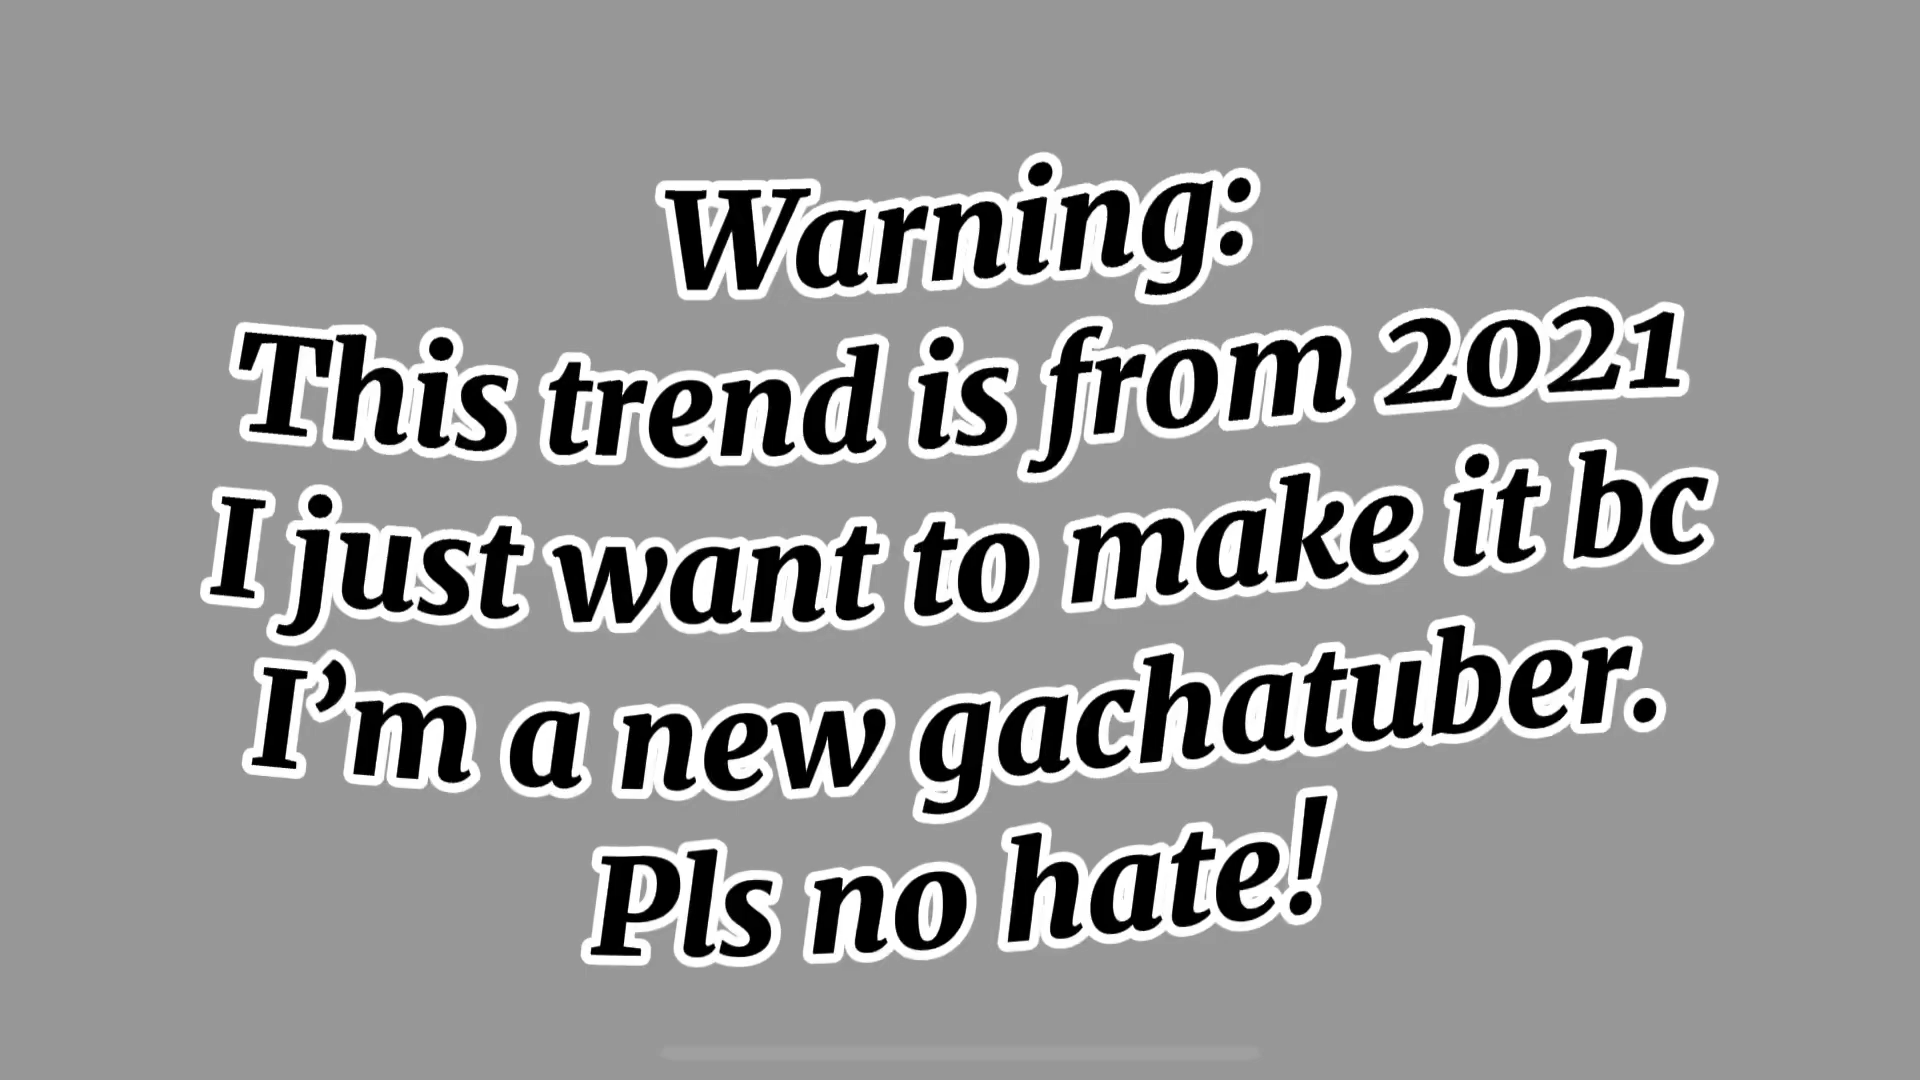 Warning:
This trend is from 2021
I just want to make it bc
I’m a new gachatuber.
Pls no hate!